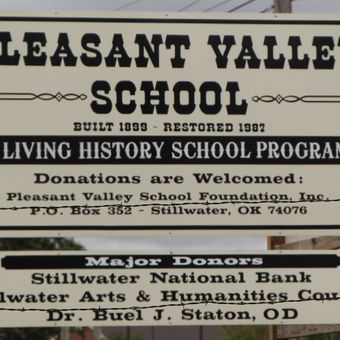 LEASANT VALLE
SCHOOL
BUILT 1899 - RESTORED 1987
LIVING HISTORY SCHOOL PROGRAM
Donations are Welcomed:
Pleasant Valley School Foundation, Inc.
P.O. Box 352 - Stillwater, OK 74076
Major Donors
Stillwater National Bank
lwater Arts & Humanities Cou
Dr. Buel J. Staton, OD